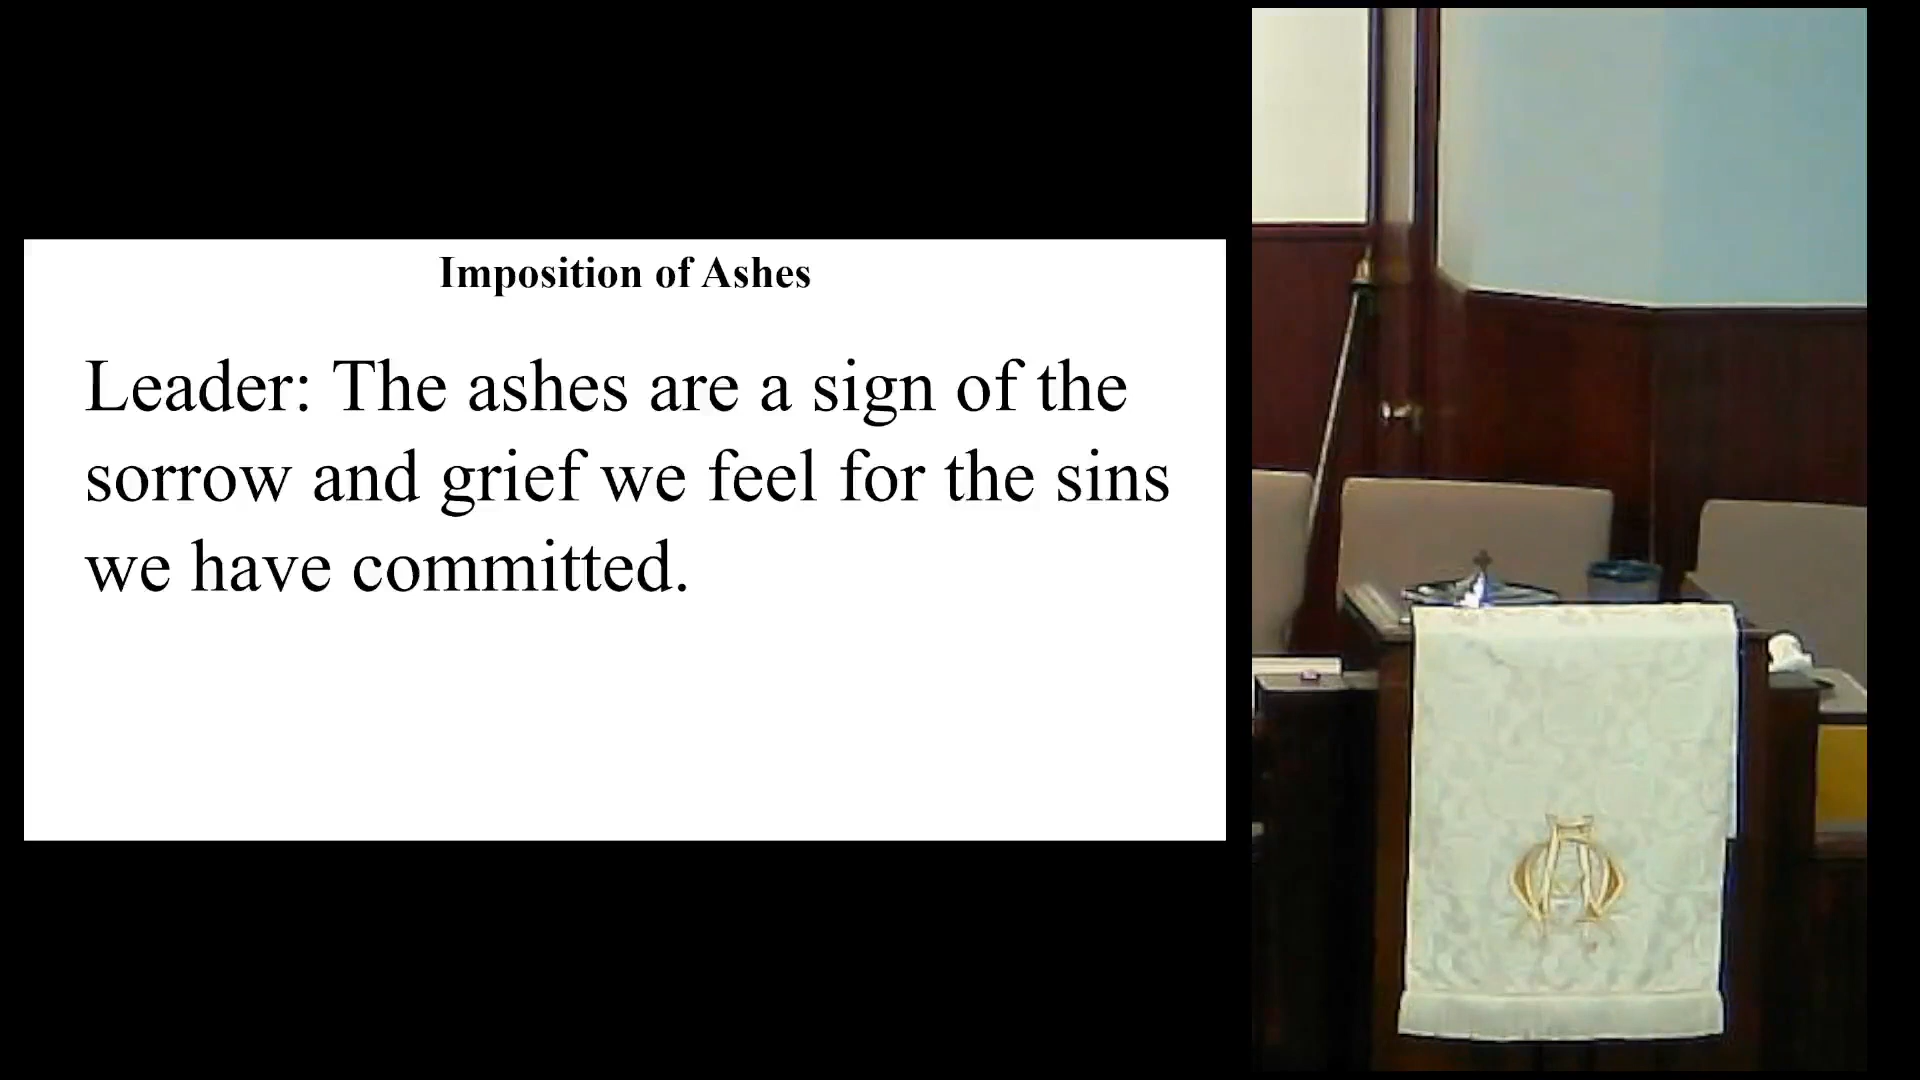 Imposition of Ashes
Leader: The ashes are a sign of the
sorrow and grief we feel for the sins
we have committed.